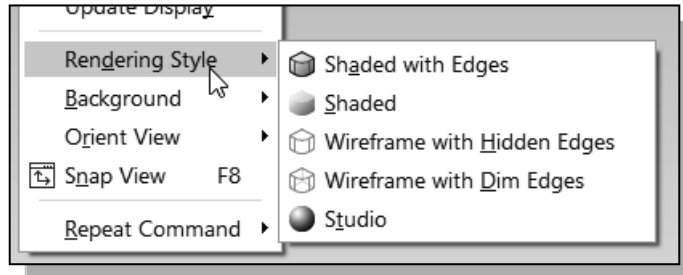 Update Display
Rendering Style
Background
Orient View
Snap View F8
Repeat Command
Shaded with Edges
Shaded
Wireframe with Hidden Edges
Wireframe with Dim Edges
Studio